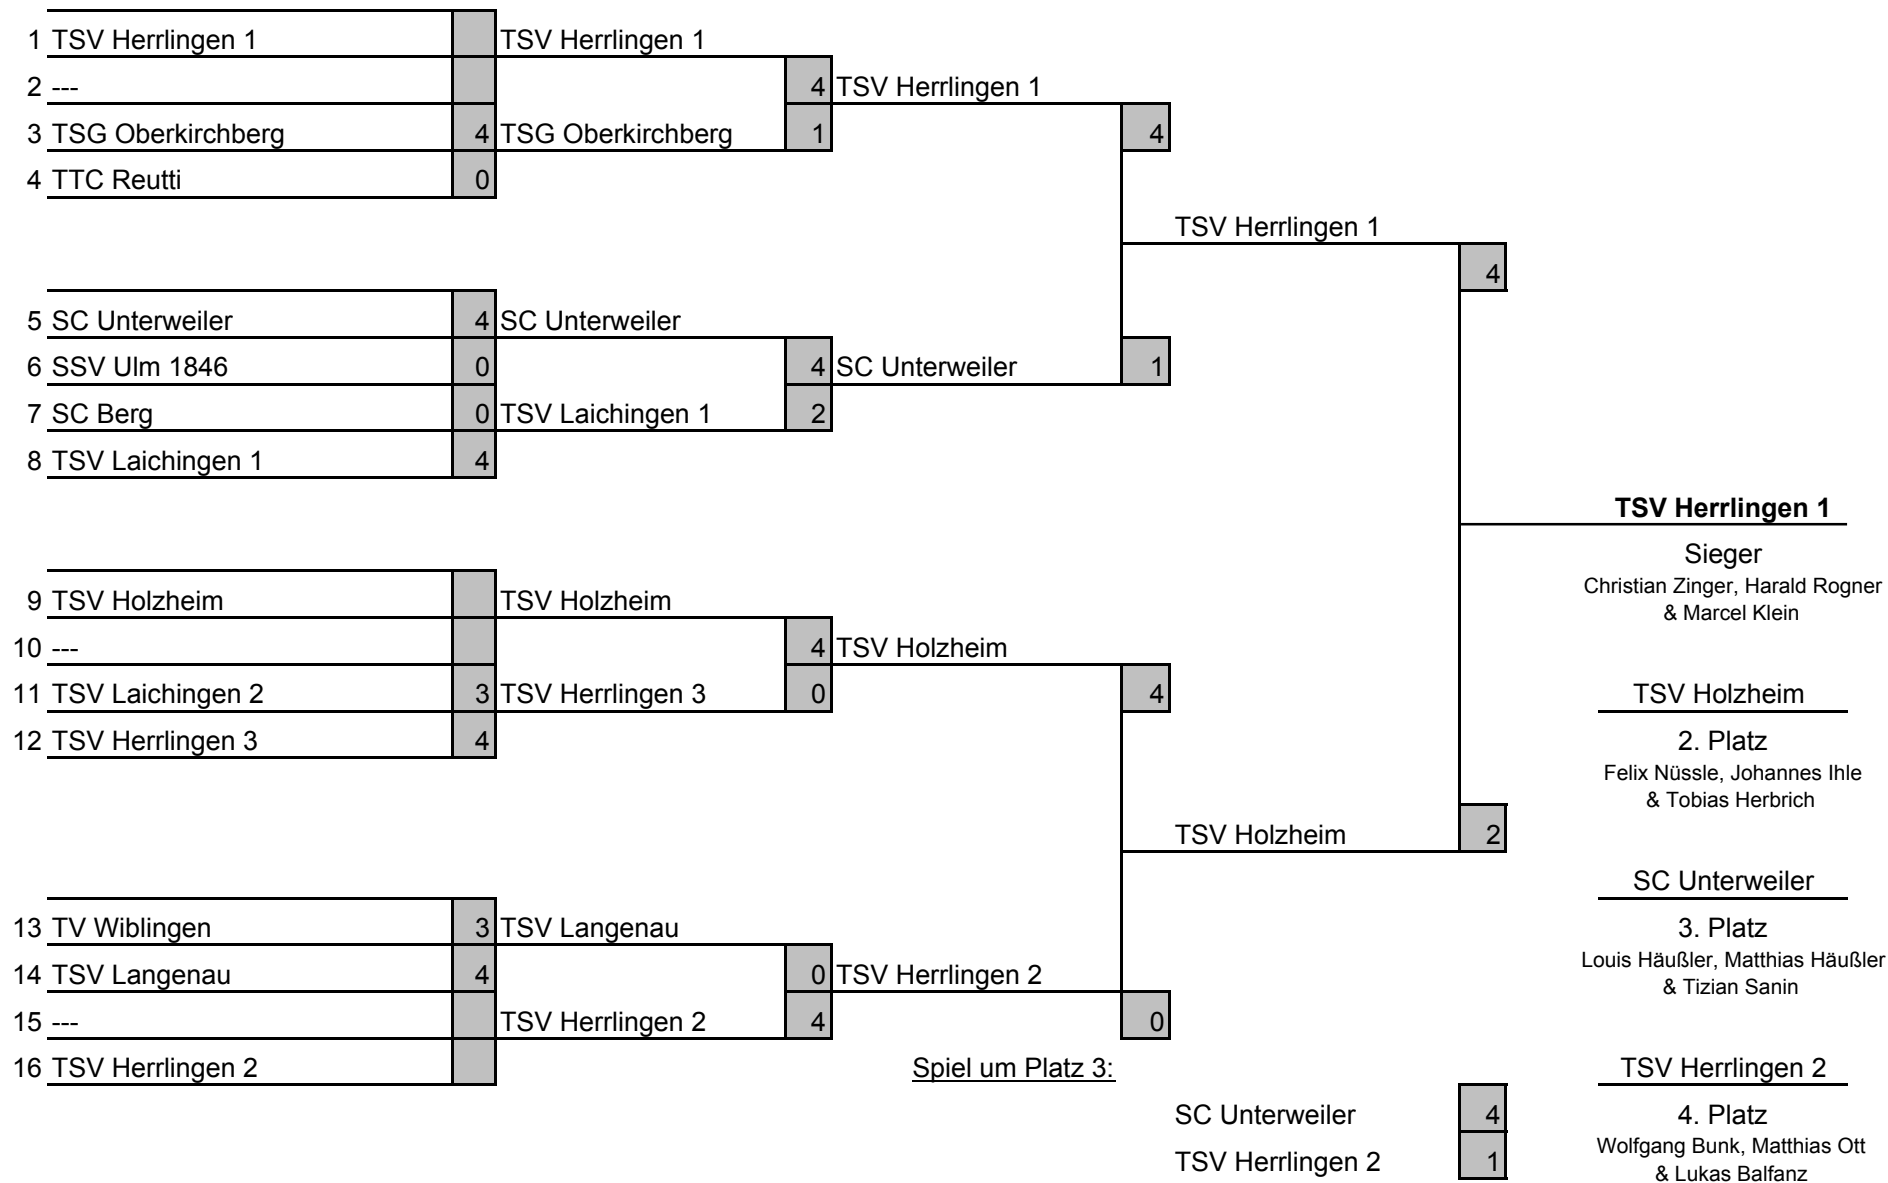 1 TSV Herrlingen 1 TSV Herrlingen 1
2 --- 4 TSV Herrlingen 1
3 TSG Oberkirchberg 4 TSG Oberkirchberg 1 4
4 TTC Reutti 0
TSV Herrlingen 1
4
5 SC Unterweiler 4 SC Unterweiler
6 SSV Ulm 1846 0 4 SC Unterweiler 1
7 SC Berg 0 TSV Laichingen 1 2
8 TSV Laichingen 1 4
TSV Herrlingen 1
Sieger
9 TSV Holzheim TSV Holzheim
Christian Zinger, Harald Rogner
& Marcel Klein
10 --- 4 TSV Holzheim
11 TSV Laichingen 2 3 TSV Herrlingen 3 0 4 TSV Holzheim
12 TSV Herrlingen 3 4 2. Platz
Felix Nüssle, Johannes Ihle
& Tobias Herbrich
TSV Holzheim 2
SC Unterweiler
13 TV Wiblingen 3 TSV Langenau 3. Platz
Louis Häußler, Matthias Häußler
& Tizian Sanin
14 TSV Langenau 4 0 TSV Herrlingen 2
15 --- TSV Herrlingen 2 4 0
16 TSV Herrlingen 2 Spiel um Platz 3: TSV Herrlingen 2
SC Unterweiler 4 4. Platz
Wolfgang Bunk, Matthias Ott
TSV Herrlingen 2 1
& Lukas Balfanz